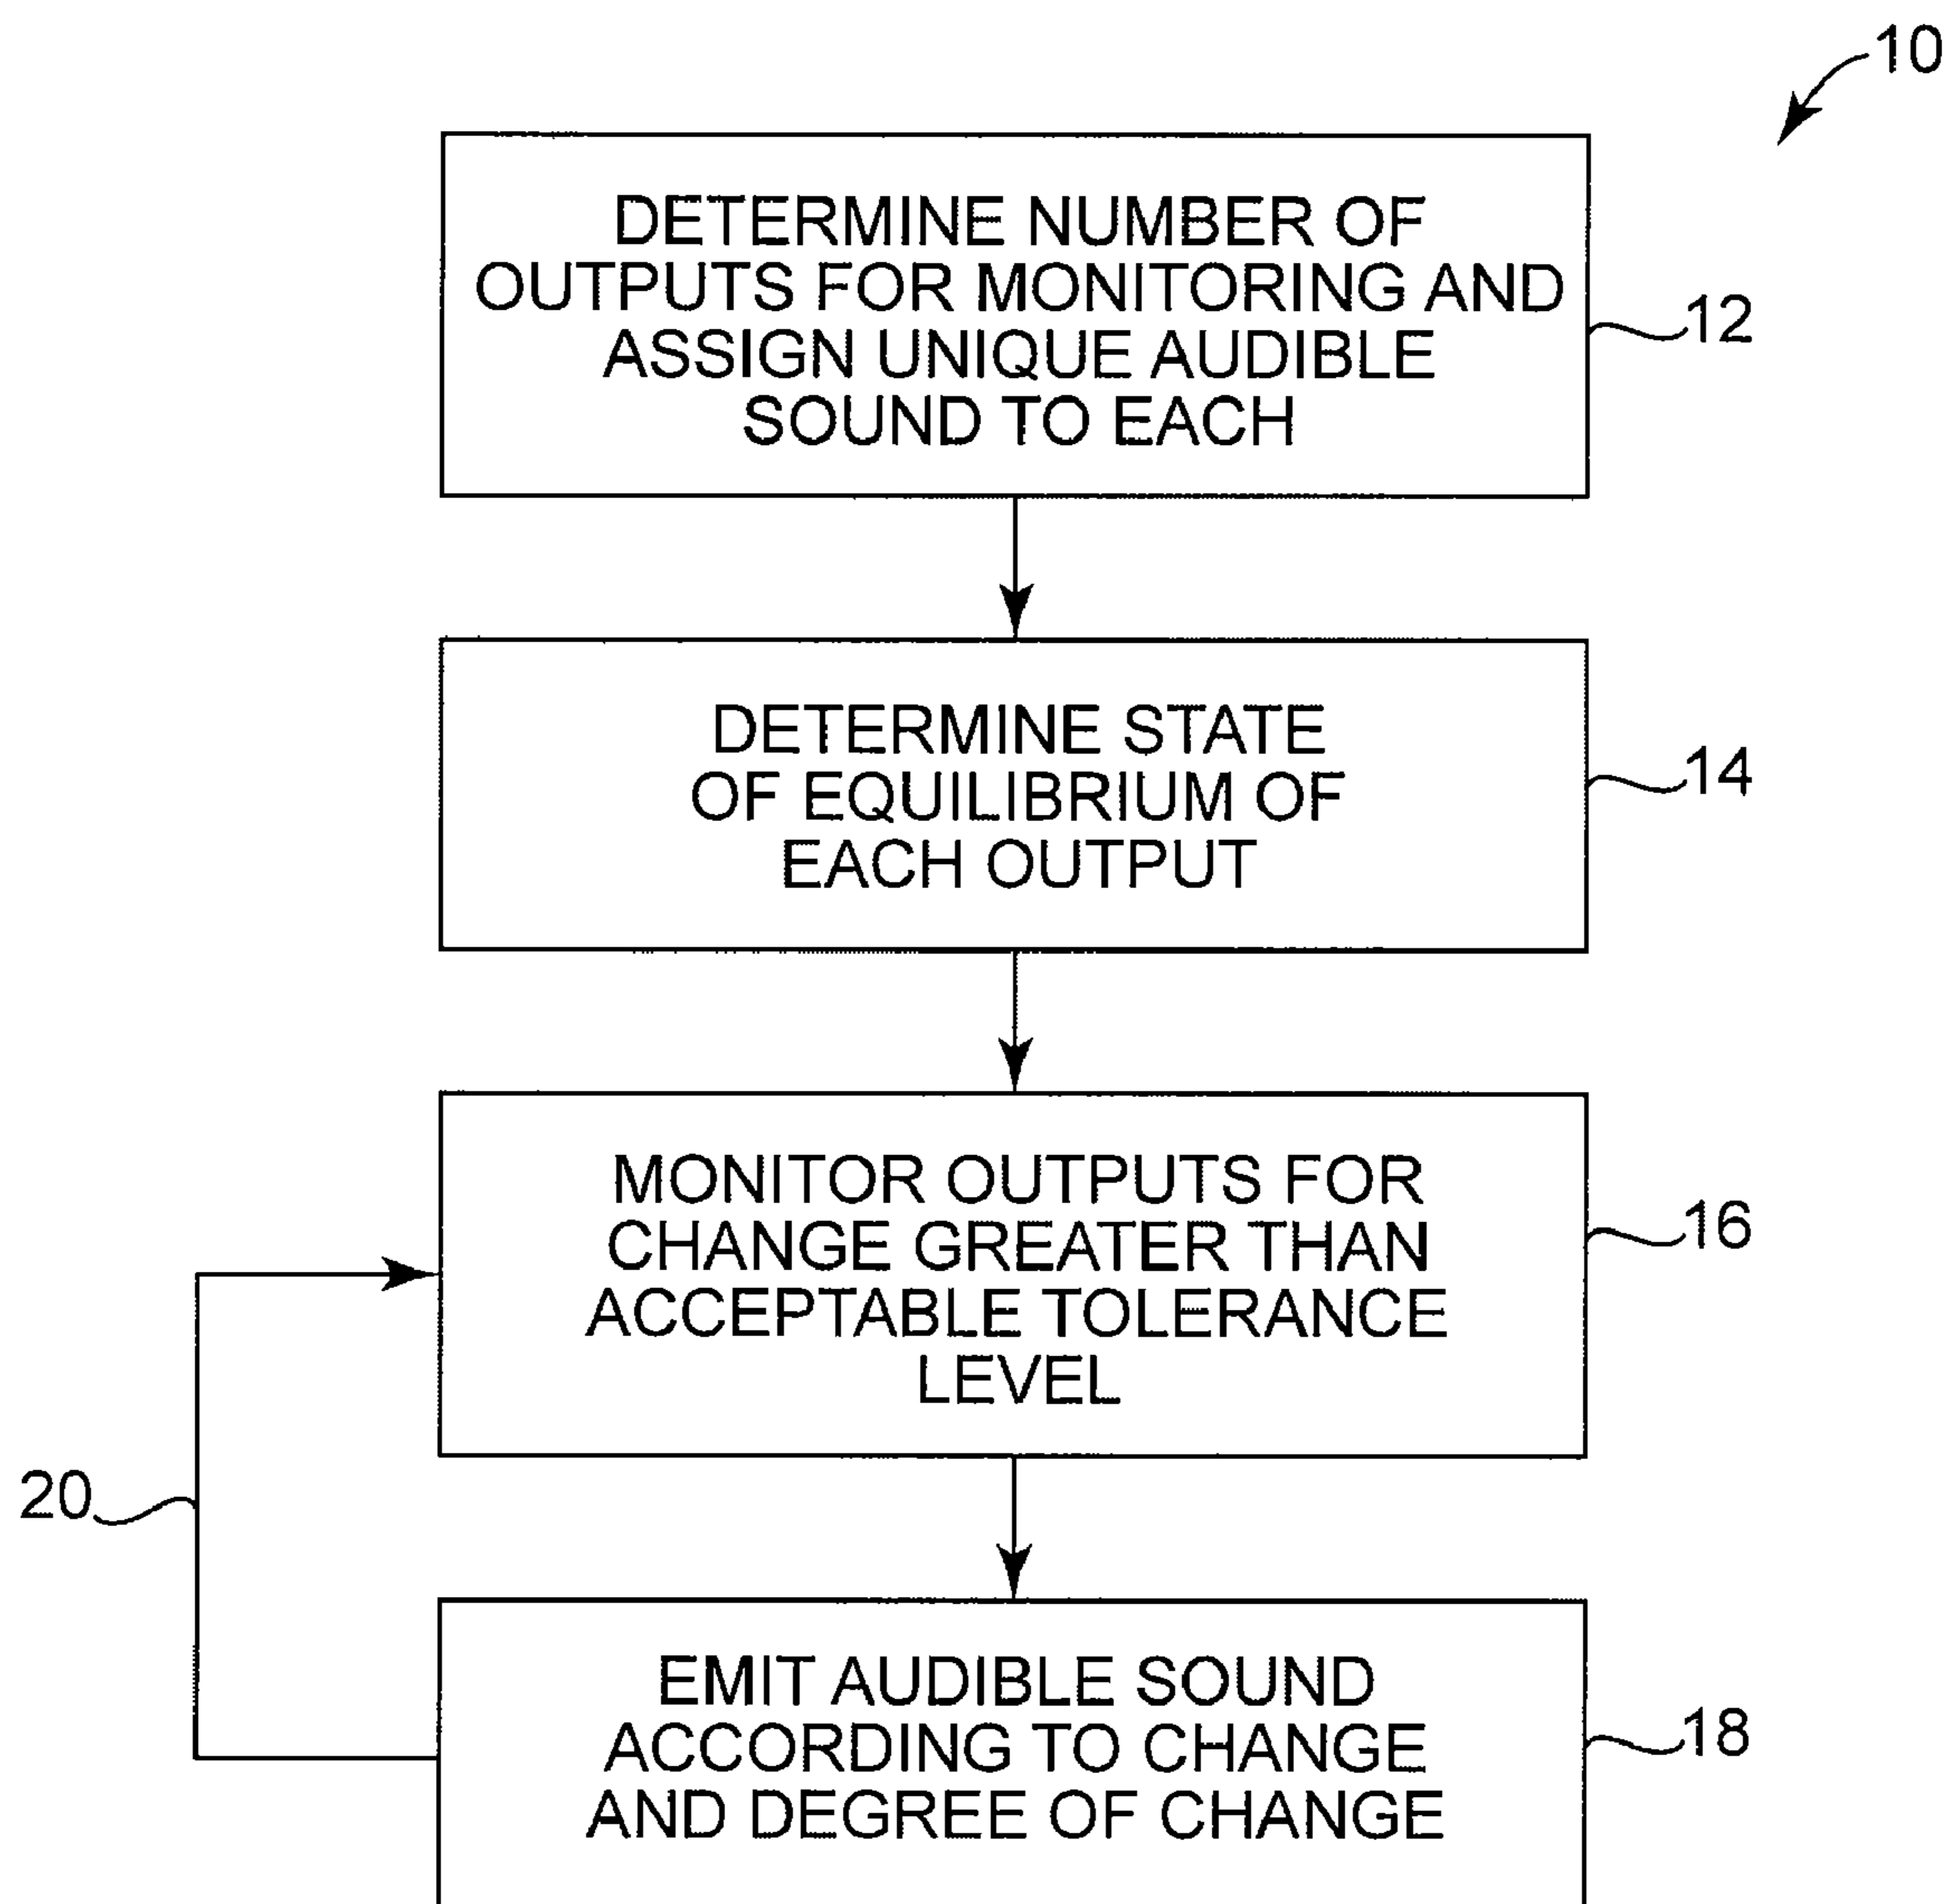 10
DETERMINE NUMBER OF
OUTPUTS FOR MONITORING AND
ASSIGN UNIQUE AUDIBLE
SOUND TO EACH
12
DETERMINE STATE
OF EQUILIBRIUM OF
EACH OUTPUT
14
MONITOR OUTPUTS FOR
CHANGE GREATER THAN
ACCEPTABLE TOLERANCE
LEVEL
16
20
EMIT AUDIBLE SOUND
ACCORDING TO CHANGE
AND DEGREE OF CHANGE
18